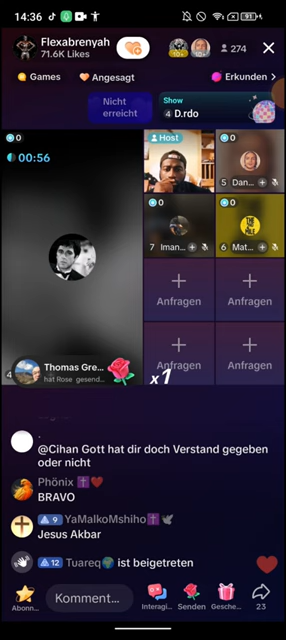 14:36
91
Flexabrenyah
71.6K Likes
10+
274
Games
Angesagt
Erkunden
Nicht
erreicht
Show
4 D.rdo
0
00:56
Host
0
5 Dan...
0
7 Iman...
0
6 Mat...
Anfragen
Anfragen
Anfragen
Anfragen
4
Thomas Gre...
hat Rose gesend...
x1
@Cihan Gott hat dir doch Verstand gegeben
oder nicht
Phönix ✝️❤️
BRAVO
9 YaMalkoMshiho✝️🕊
Jesus Akbar
12 Tuareq🌍 ist beigetreten
Abonn...
Komment...
Interagi...
Senden
Gesche...
23